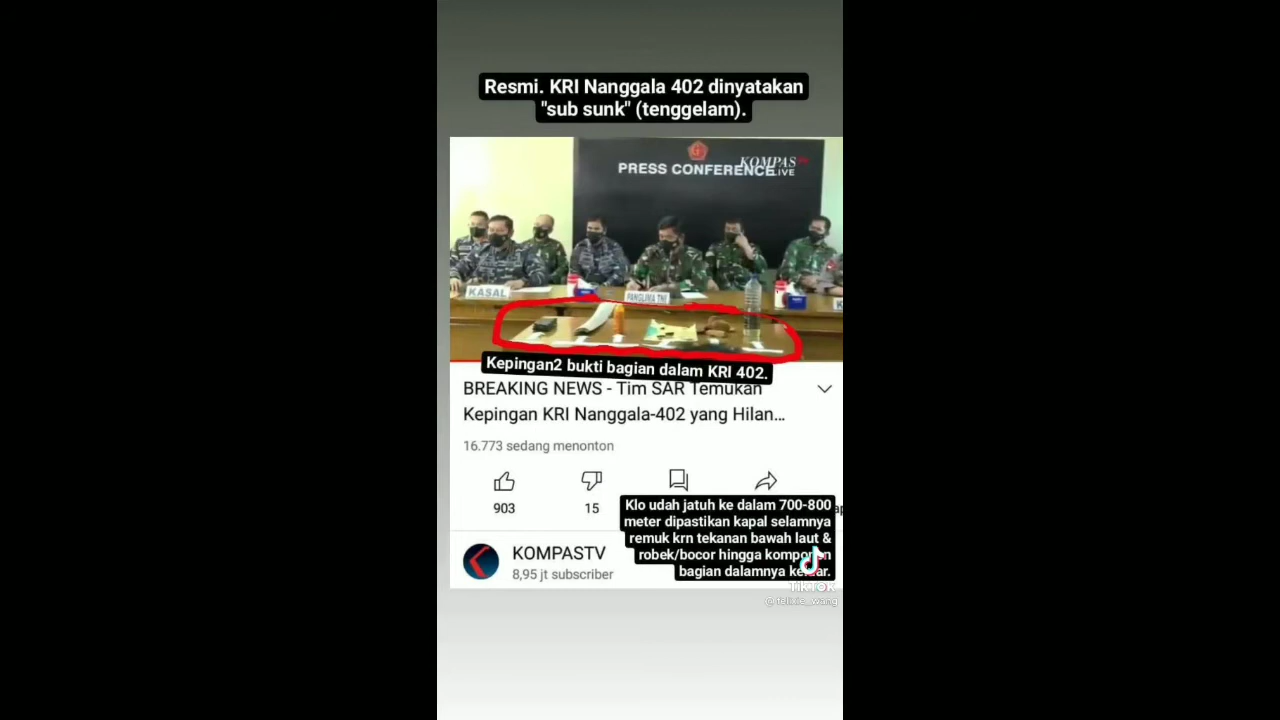 Resmi. KRI Nanggala 402 dinyatakan
"sub sunk" (tenggelam).
KOMPAS
PRESS CONFERENCE
LIVE
KASAL
PANGLIMA TNI
Kepingan2 bukti bagian dalam KRI 402.
BREAKING NEWS - Tim SAR Temukan
Kepingan KRI Nanggala-402 yang Hilan...
16.773 sedang menonton
903
15
Klo udah jatuh ke dalam 700-800
meter dipastikan kapal selamnya
remuk krn tekanan bawah laut &
robek/bocor hingga komponen
bagian dalamnya keluar.
KOMPASTV
8,95 jt subscriber
TikTok
@felixie_wang